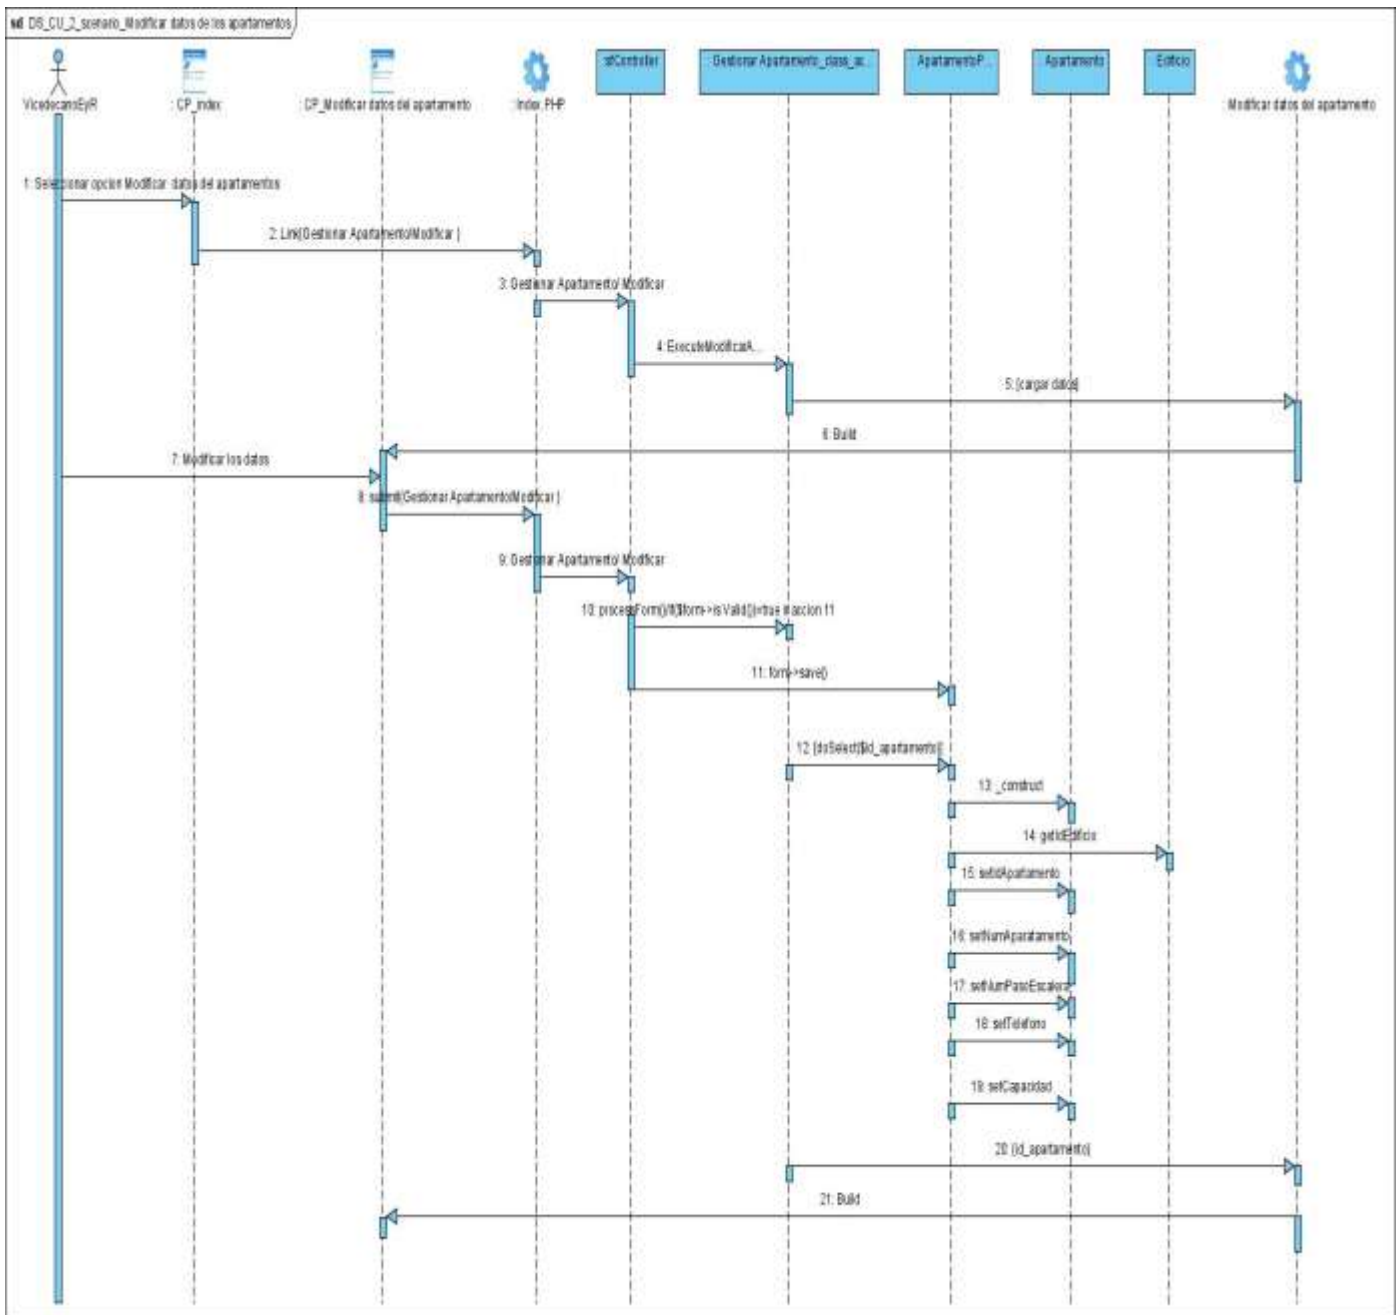 sd DS_CU_2_scenario_Modificar datos de los apartamentos
VicedecanoEyR
: CP_index
: CP_Modificar datos del apartamento
: Index.PHP
sfController
Gestionar Apartamento_class_ac...
ApartamentoP...
Apartamento
Edificio
Modificar datos del apartamento
1: Seleccionar opcion Modificar datos del apartamentos
2: Link(Gestionar Apartamento/Modificar )
3: Gestionar Apartamento/ Modificar
4: ExecuteModificarA...
5: [cargar datos]
6: Build
7: Modificar los datos
8: submit(Gestionar Apartamento/Modificar )
9: Gestionar Apartamento/ Modificar
10: processForm()/if($form->isValid())=true ir accion 11
11: form->save()
12: [doSelect($id_apartamento)]
13: _construct
14: getIdEdificio
15: setIdApartamento
16: setNumAparatamento
17: setNumPasoEscalera
18: setTelefono
19: setCapacidad
20: [id_apartamento]
21: Build